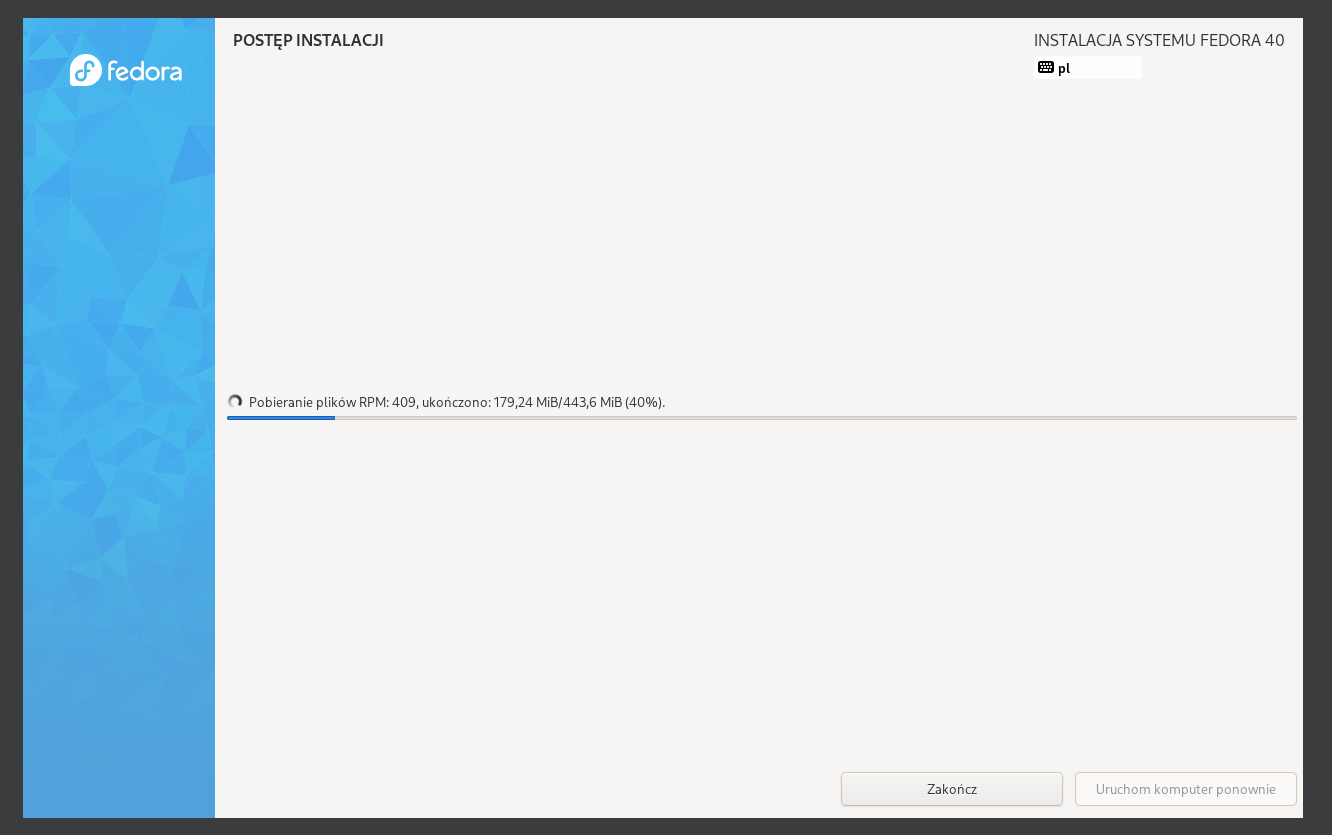 fedora
POSTĘP INSTALACJI
INSTALACJA SYSTEMU FEDORA 40
pl
Pobieranie plików RPM: 409, ukończono: 179,24 MiB/443,6 MiB (40%).
Zakończ
Uruchom komputer ponownie